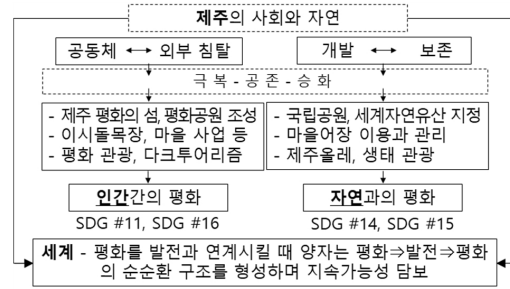 제주의 사회와 자연
공동체 ↔ 외부 침탈
개발 ↔ 보존
극복-공존-승화
- 제주 평화의 섬, 평화공원 조성
- 이시돌목장, 마을 사업 등
- 평화 관광, 다크투어리즘
- 국립공원, 세계자연유산 지정
- 마을어장 이용과 관리
- 제주올레, 생태 관광
인간간의 평화
자연과의 평화
SDG #11, SDG #16
SDG #14, SDG #15
세계 - 평화를 발전과 연계시킬 때 양자는 평화⇒발전⇒평화
의 순순환 구조를 형성하며 지속가능성 담보